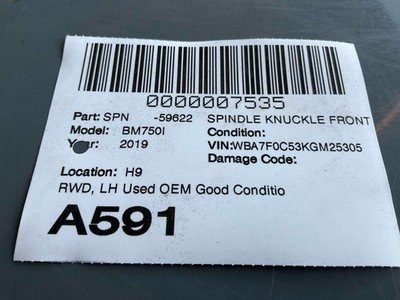 0000007535
Part: SPN -59622 SPINDLE KNUCKLE FRONT
Model: BM750I Condition:
Year: 2019 VIN:WBA7F0C53KGM25305
Damage Code:
Location: H9
RWD, LH Used OEM Good Conditio
A591